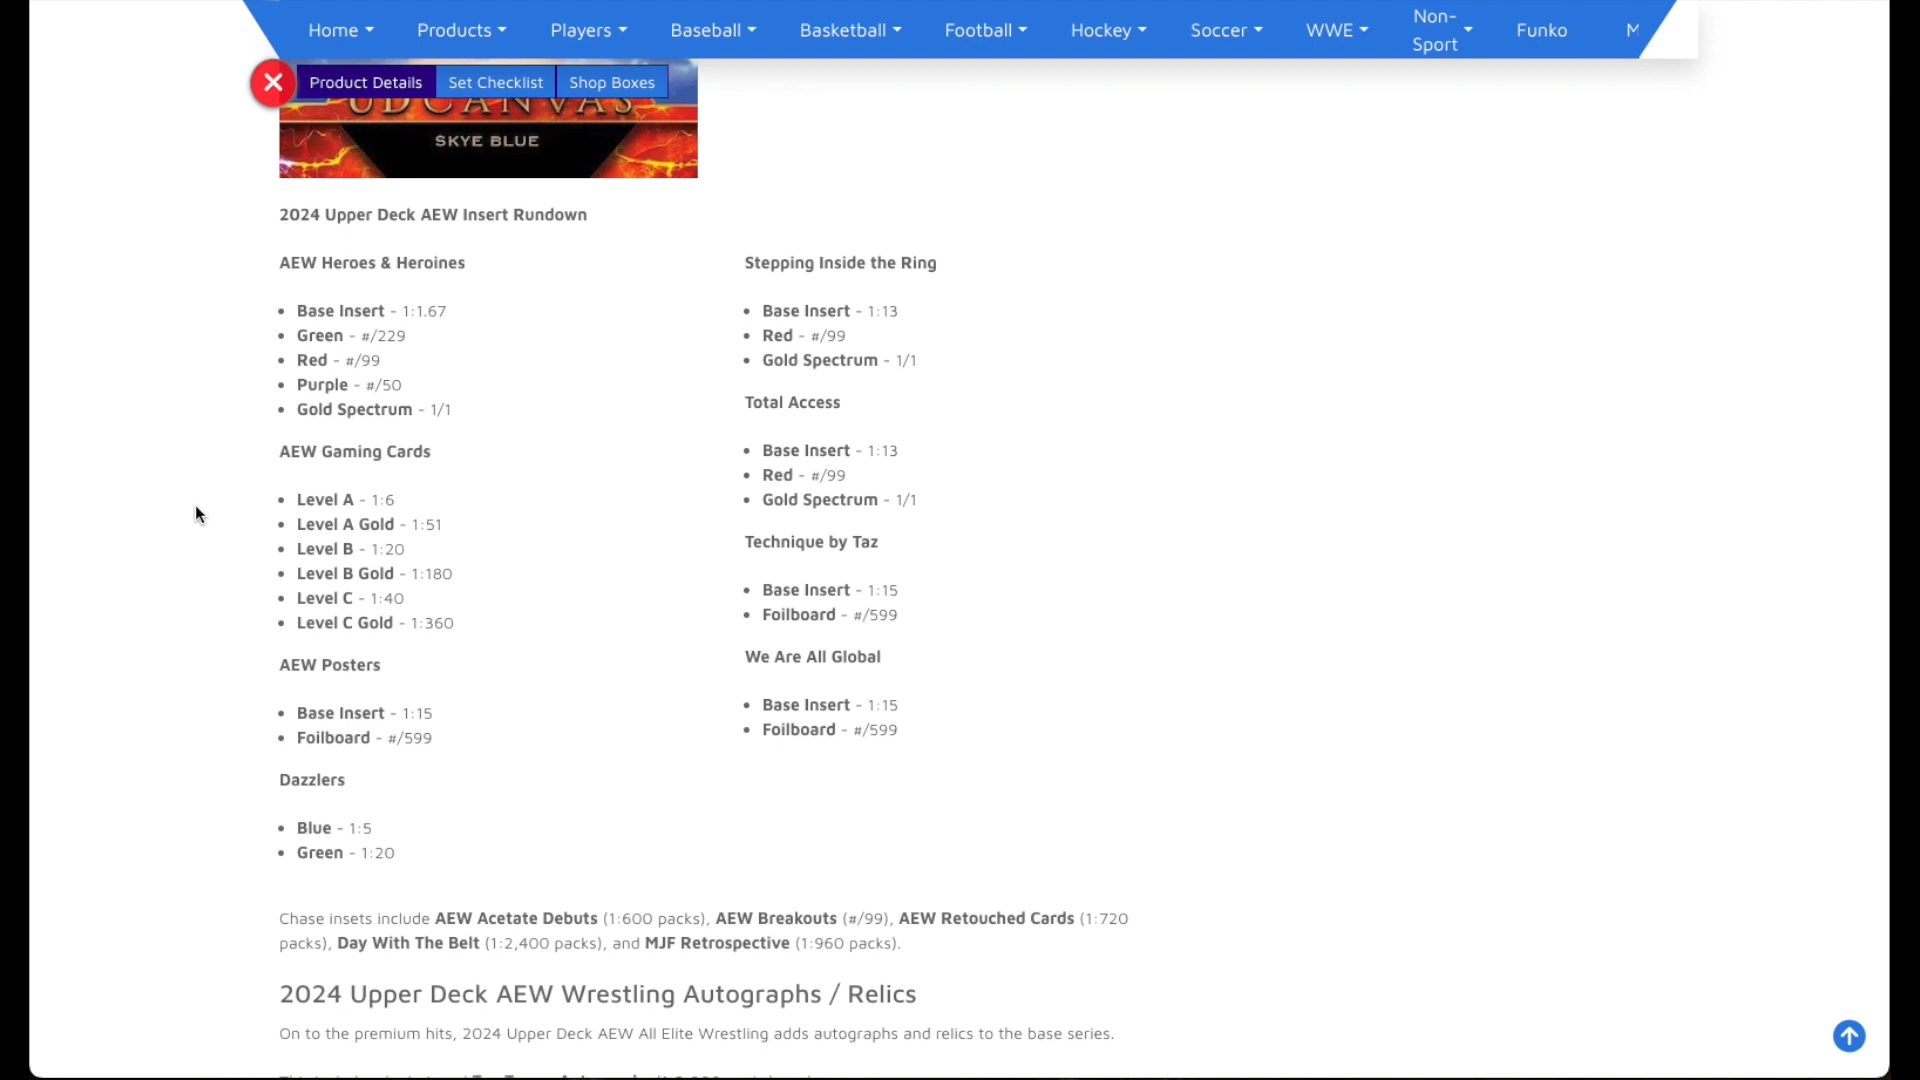 Home
Products
Players
Baseball
Basketball
Football
Hockey
Soccer
WWE
Non-
Sport
Funko
Product Details
Set Checklist
Shop Boxes
UD CANVAS
SKYE BLUE
2024 Upper Deck AEW Insert Rundown
AEW Heroes & Heroines
• Base Insert - 1:1.67
• Green - #/229
• Red - #/99
• Purple - #/50
• Gold Spectrum - 1/1
AEW Gaming Cards
• Level A - 1:6
• Level A Gold - 1:51
• Level B - 1:20
• Level B Gold - 1:180
• Level C - 1:40
• Level C Gold - 1:360
AEW Posters
• Base Insert - 1:15
• Foilboard - #/599
Dazzlers
• Blue - 1:5
• Green - 1:20
Stepping Inside the Ring
• Base Insert - 1:13
• Red - #/99
• Gold Spectrum - 1/1
Total Access
• Base Insert - 1:13
• Red - #/99
• Gold Spectrum - 1/1
Technique by Taz
• Base Insert - 1:15
• Foilboard - #/599
We Are All Global
• Base Insert - 1:15
• Foilboard - #/599
Chase insets include AEW Acetate Debuts (1:600 packs), AEW Breakouts (#/99), AEW Retouched Cards (1:720
packs), Day With The Belt (1:2,400 packs), and MJF Retrospective (1:960 packs).
2024 Upper Deck AEW Wrestling Autographs / Relics
On to the premium hits, 2024 Upper Deck AEW All Elite Wrestling adds autographs and relics to the base series.